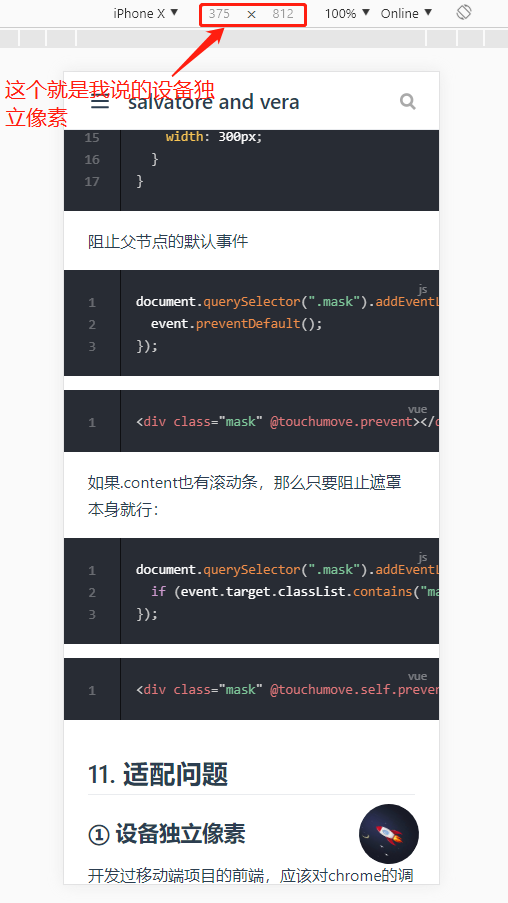 iPhone X ▼ 375 × 812 100% ▼ Online ▼
这个就是我说的设备独
立像素
salvatore and vera
15 width: 300px;
16 }
17 }
阻止父节点的默认事件
js
1 document.querySelector(".mask").addEventL
2 event.preventDefault();
3 });
vue
1 <div class="mask" @touchumove.prevent></d
如果.content也有滚动条，那么只要阻止遮罩
本身就行：
js
1 document.querySelector(".mask").addEventL
2 if (event.target.classList.contains("ma
3 });
vue
1 <div class="mask" @touchumove.self.preven
11. 适配问题
① 设备独立像素
开发过移动端项目的前端，应该对chrome的调